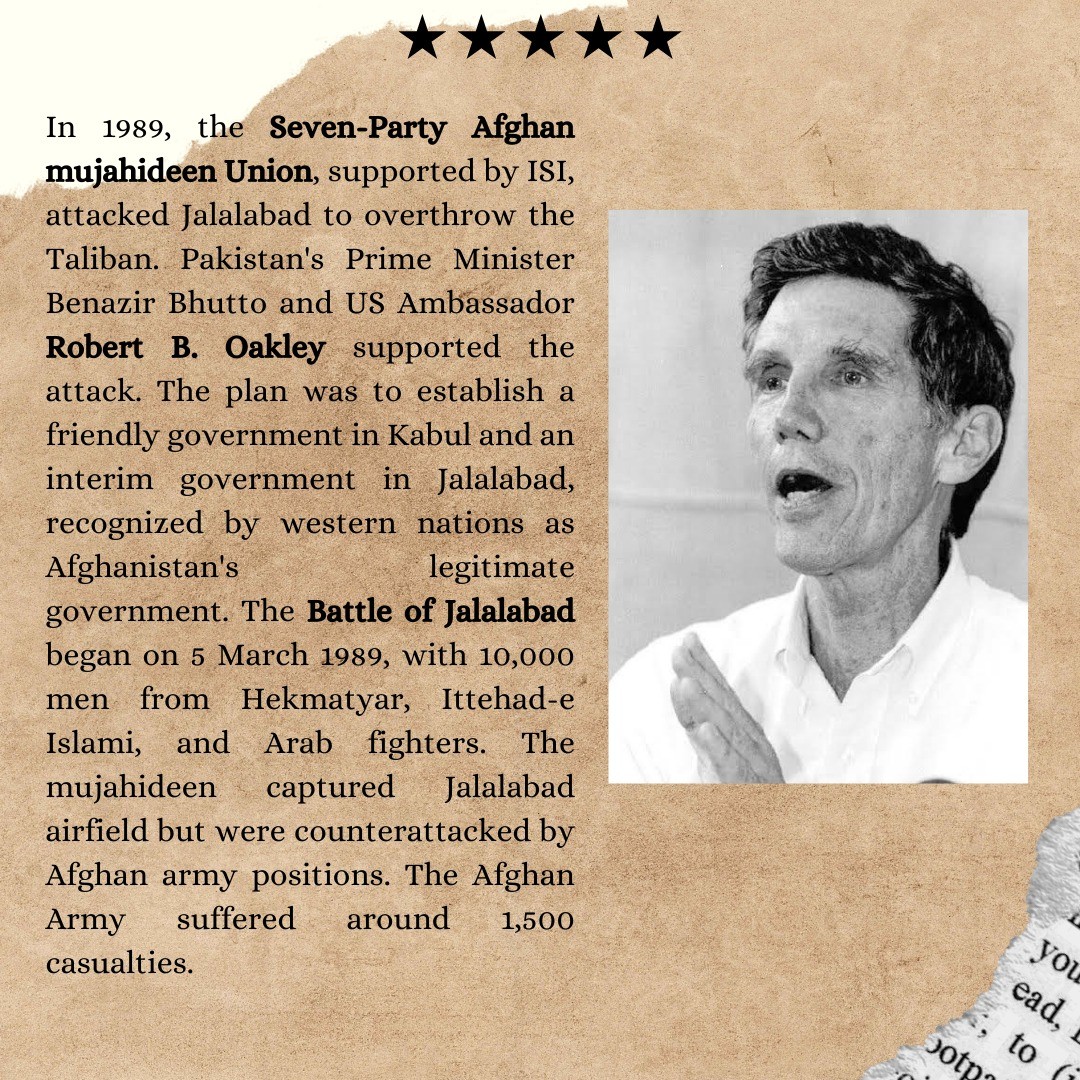 In 1989, the Seven-Party Afghan
mujahideen Union, supported by ISI,
attacked Jalalabad to overthrow the
Taliban. Pakistan's Prime Minister
Benazir Bhutto and US Ambassador
Robert B. Oakley supported the
attack. The plan was to establish a
friendly government in Kabul and an
interim government in Jalalabad,
recognized by western nations as
Afghanistan's legitimate
government. The Battle of Jalalabad
began on 5 March 1989, with 10,000
men from Hekmatyar, Ittehad-e
Islami, and Arab fighters. The
mujahideen captured Jalalabad
airfield but were counterattacked by
Afghan army positions. The Afghan
Army suffered around 1,500
casualties.
you
ead,
; to